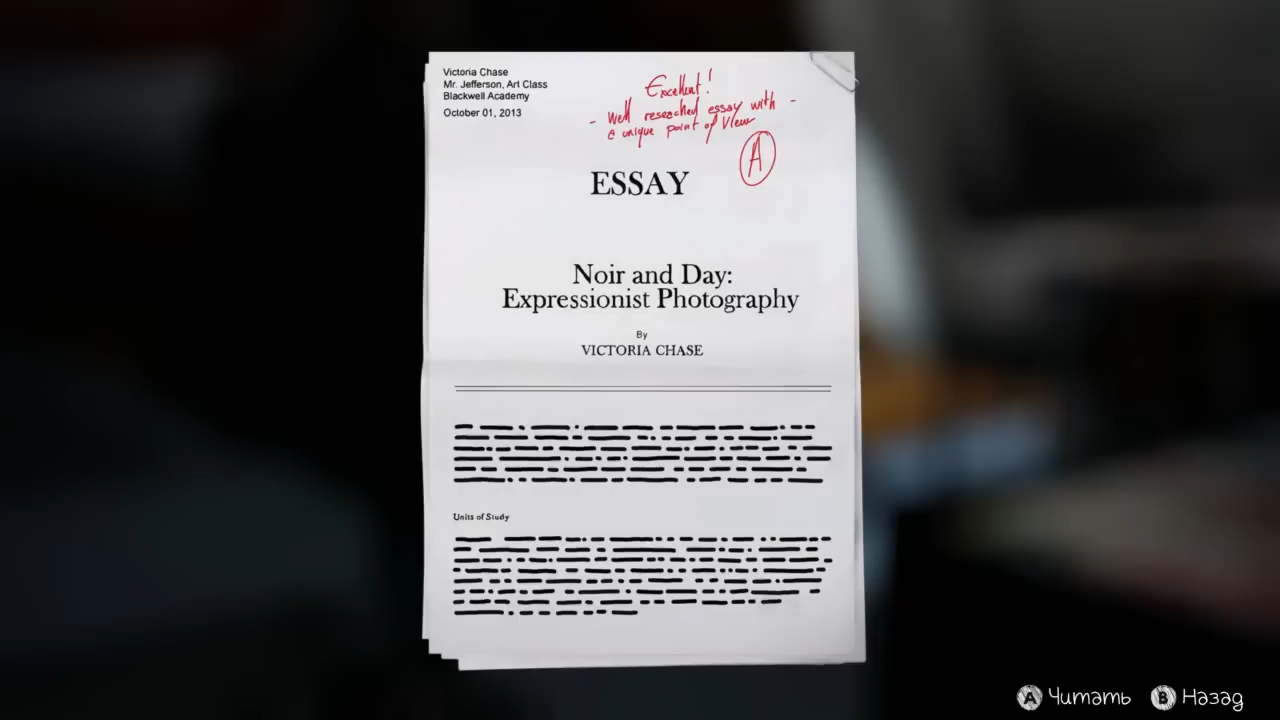 Victoria Chase
Mr. Jefferson, Art Class
Blackwell Academy
October 01, 2013
Excellent!
- Well reseached essay with -
a unique point of View
A
ESSAY
Noir and Day:
Expressionist Photography
By
VICTORIA CHASE
Units of Study
A Читать B Назад